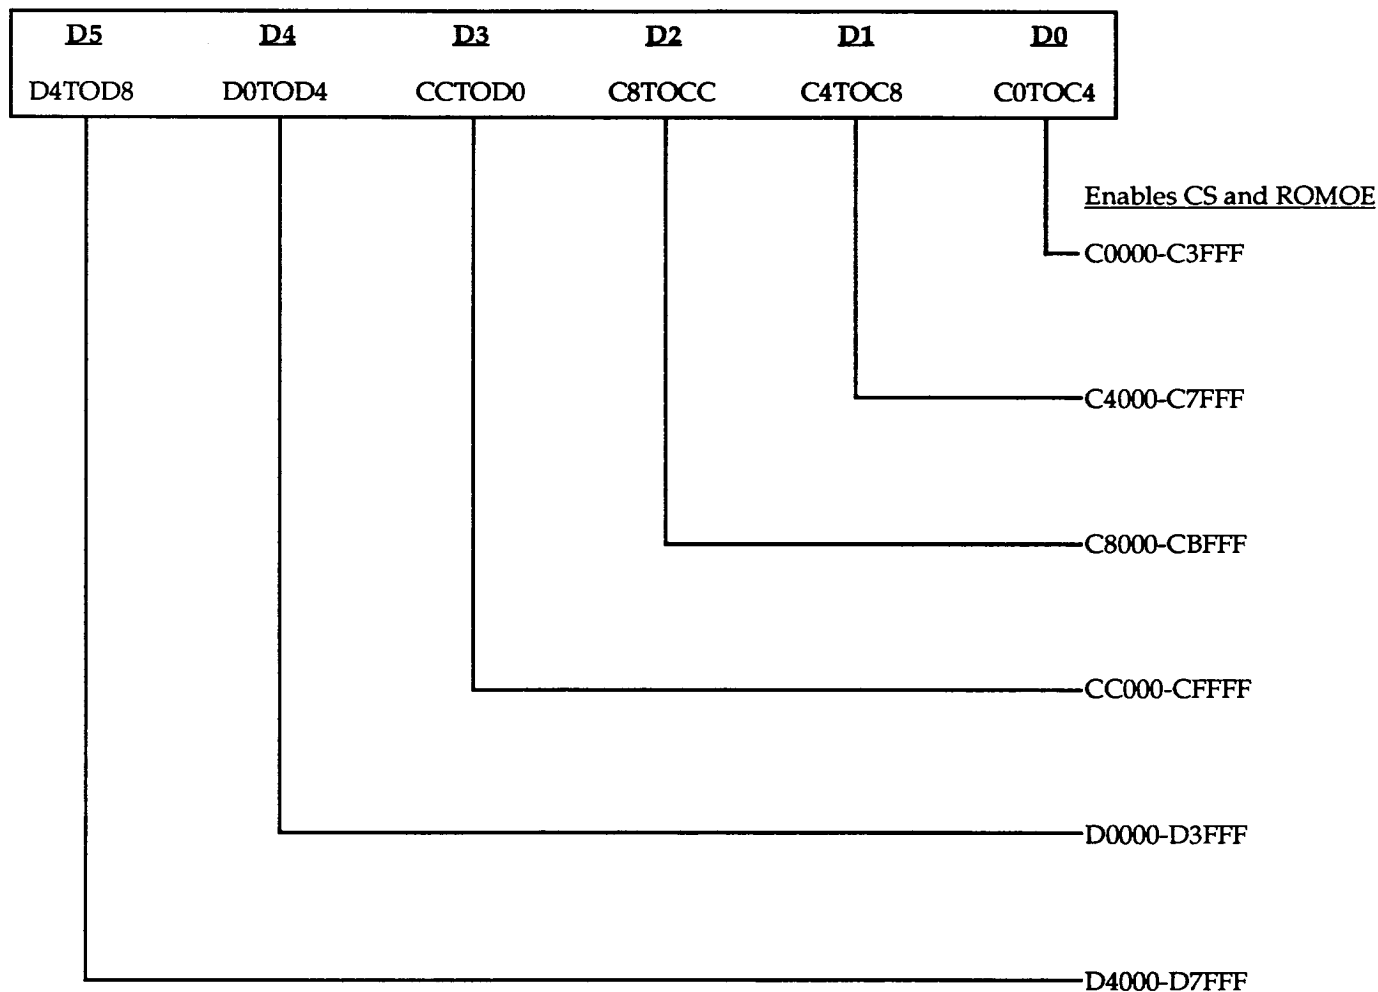 D5 D4 D3 D2 D1 D0
D4TOD8 D0TOD4 CCTOD0 C8TOCC C4TOC8 C0TOC4
Enables CS and ROMOE
C0000-C3FFF
C4000-C7FFF
C8000-CBFFF
CC000-CFFFF
D0000-D3FFF
D4000-D7FFF